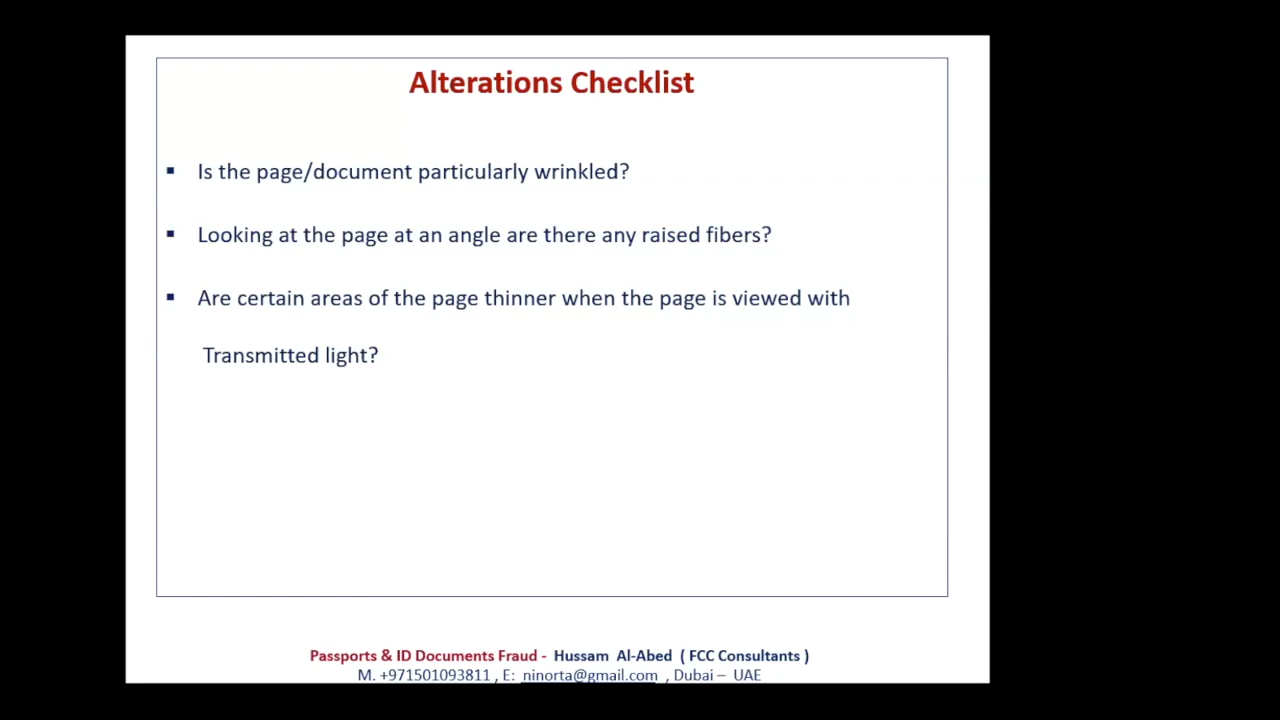 Alterations Checklist
▪ Is the page/document particularly wrinkled?
▪ Looking at the page at an angle are there any raised fibers?
▪ Are certain areas of the page thinner when the page is viewed with
Transmitted light?
Passports & ID Documents Fraud - Hussam Al-Abed ( FCC Consultants )
M. +971501093811 , E: ninorta@gmail.com , Dubai – UAE